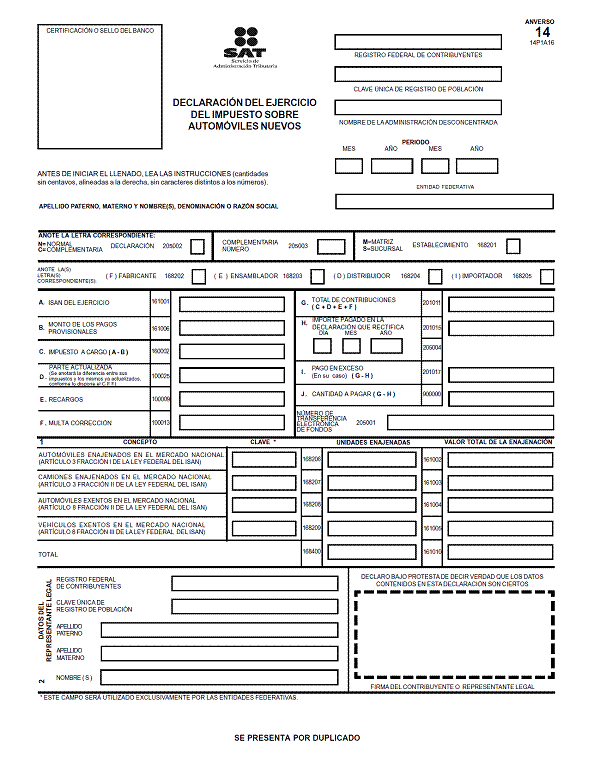 ANVERSO
14
14P1A16
CERTIFICACIÓN O SELLO DEL BANCO
SAT
Servicio de
Administración Tributaria
REGISTRO FEDERAL DE CONTRIBUYENTES
CLAVE ÚNICA DE REGISTRO DE POBLACIÓN
DECLARACIÓN DEL EJERCICIO
DEL IMPUESTO SOBRE
AUTOMÓVILES NUEVOS
NOMBRE DE LA ADMINISTRACIÓN DESCONCENTRADA
PERIODO
MES AÑO MES AÑO
ANTES DE INICIAR EL LLENADO, LEA LAS INSTRUCCIONES (cantidades
sin centavos, alineadas a la derecha, sin caracteres distintos a los números).
ENTIDAD FEDERATIVA
APELLIDO PATERNO, MATERNO Y NOMBRE(S), DENOMINACIÓN O RAZÓN SOCIAL
ANOTE LA LETRA CORRESPONDIENTE:
N=NORMAL
C=COMPLEMENTARIA
DECLARACIÓN 205002
COMPLEMENTARIA
NÚMERO 205003
M=MATRIZ
S=SUCURSAL
ESTABLECIMIENTO 168201
ANOTE LA(S)
LETRA(S)
CORRESPONDIENTE(S):
( F ) FABRICANTE 168202
( E ) ENSAMBLADOR 168203
( D ) DISTRIBUIDOR 168204
( I ) IMPORTADOR 168205
A. ISAN DEL EJERCICIO 161001
B. MONTO DE LOS PAGOS
PROVISIONALES 161006
C. IMPUESTO A CARGO ( A - B ) 160002
D. PARTE ACTUALIZADA
(Se anotará la diferencia entre sus
impuestos y los mismos ya actualizados,
conforme lo dispone el C F F) 100025
E. RECARGOS 100009
F. MULTA CORRECCIÓN 100013
G. TOTAL DE CONTRIBUCIONES
( C + D + E + F ) 201011
H. IMPORTE PAGADO EN LA
DECLARACIÓN QUE RECTIFICA 201015
DÍA MES AÑO
205004
I. PAGO EN EXCESO
(En su caso) ( G - H ) 201017
J. CANTIDAD A PAGAR ( G - H ) 900000
NÚMERO DE
TRANSFERENCIA
ELECTRÓNICA
DE FONDOS 205001
1 CONCEPTO CLAVE * UNIDADES ENAJENADAS VALOR TOTAL DE LA ENAJENACIÓN
AUTOMÓVILES ENAJENADOS EN EL MERCADO NACIONAL
(ARTÍCULO 3 FRACCIÓN I DE LA LEY FEDERAL DEL ISAN) 168206 161002
CAMIONES ENAJENADOS EN EL MERCADO NACIONAL
(ARTÍCULO 3 FRACCIÓN II DE LA LEY FEDERAL DEL ISAN) 168207 161003
AUTOMÓVILES EXENTOS EN EL MERCADO NACIONAL
(ARTÍCULO 8 FRACCIÓN II DE LA LEY FEDERAL DEL ISAN) 168208 161004
VEHÍCULOS EXENTOS EN EL MERCADO NACIONAL
(ARTÍCULO 8 FRACCIÓN III DE LA LEY FEDERAL DEL ISAN) 168209 161005
TOTAL 168400 161010
2 DATOS DEL
REPRESENTANTE LEGAL
REGISTRO FEDERAL
DE CONTRIBUYENTES
CLAVE ÚNICA DE
REGISTRO DE POBLACIÓN
APELLIDO
PATERNO
APELLIDO
MATERNO
NOMBRE ( S )
DECLARO BAJO PROTESTA DE DECIR VERDAD QUE LOS DATOS
CONTENIDOS EN ESTA DECLARACIÓN SON CIERTOS
FIRMA DEL CONTRIBUYENTE O REPRESENTANTE LEGAL
* ESTE CAMPO SERÁ UTILIZADO EXCLUSIVAMENTE POR LAS ENTIDADES FEDERATIVAS.
SE PRESENTA POR DUPLICADO